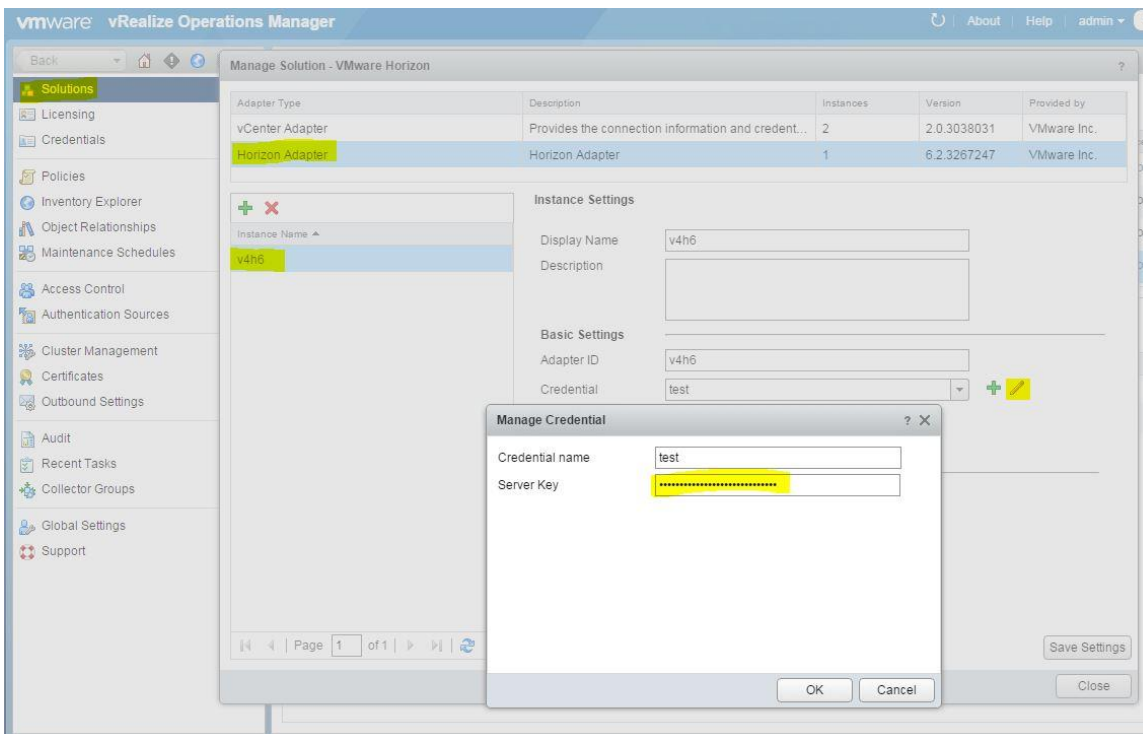 vmware vRealize Operations Manager
About Help admin
Back
Manage Solution - VMware Horizon ?
Solutions
Licensing
Credentials
Policies
Inventory Explorer
Object Relationships
Maintenance Schedules
Access Control
Authentication Sources
Cluster Management
Certificates
Outbound Settings
Audit
Recent Tasks
Collector Groups
Global Settings
Support
Adapter Type Description Instances Version Provided by
vCenter Adapter Provides the connection information and credent... 2 2.0.3038031 VMware Inc.
Horizon Adapter Horizon Adapter 1 6.2.3267247 VMware Inc.
Instance Name
v4h6
Instance Settings
Display Name v4h6
Description
Basic Settings
Adapter ID v4h6
Credential test
Manage Credential ?
Credential name test
Server Key
OK Cancel
Page 1 of 1
Save Settings
Close